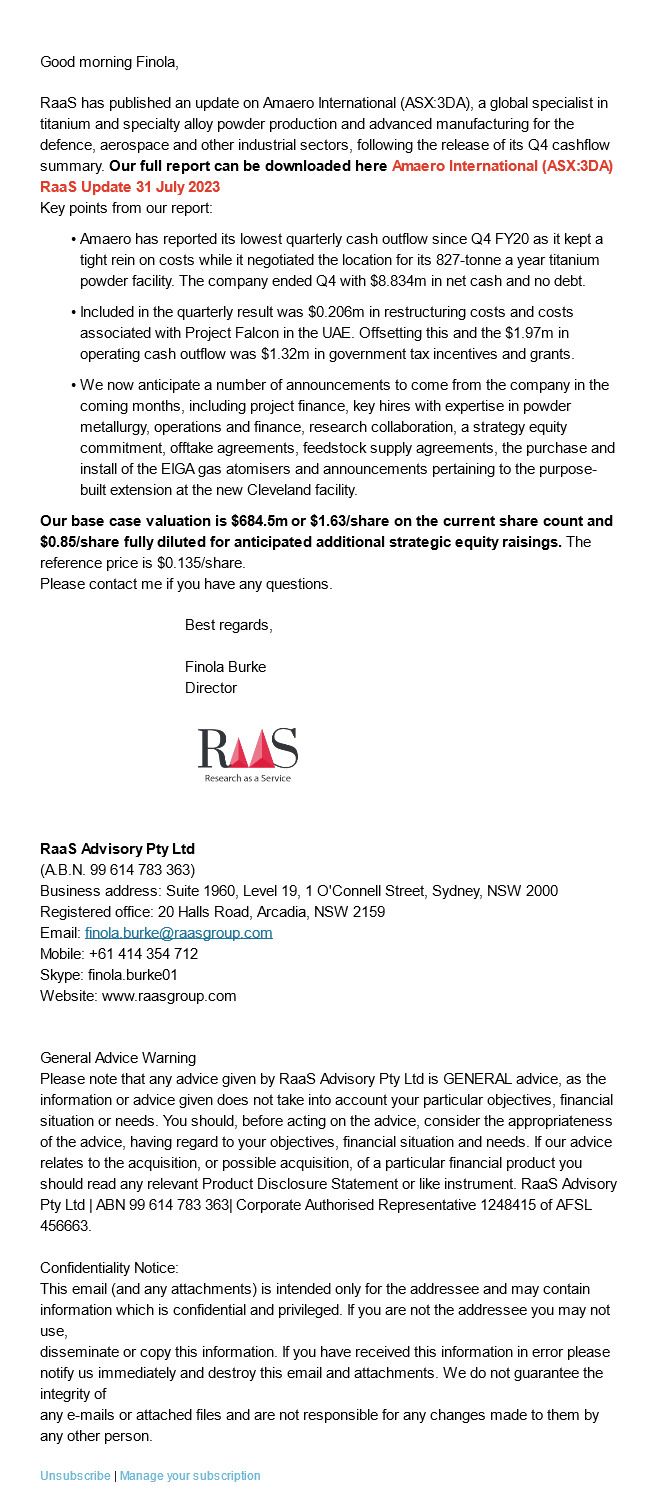 Good morning Finola,
RaaS has published an update on Amaero International (ASX:3DA), a global specialist in
titanium and specialty alloy powder production and advanced manufacturing for the
defence, aerospace and other industrial sectors, following the release of its Q4 cashflow
summary. Our full report can be downloaded here Amaero International (ASX:3DA)
RaaS Update 31 July 2023
Key points from our report:
• Amaero has reported its lowest quarterly cash outflow since Q4 FY20 as it kept a
tight rein on costs while it negotiated the location for its 827-tonne a year titanium
powder facility. The company ended Q4 with $8.834m in net cash and no debt.
• Included in the quarterly result was $0.206m in restructuring costs and costs
associated with Project Falcon in the UAE. Offsetting this and the $1.97m in
operating cash outflow was $1.32m in government tax incentives and grants.
• We now anticipate a number of announcements to come from the company in the
coming months, including project finance, key hires with expertise in powder
metallurgy, operations and finance, research collaboration, a strategy equity
commitment, offtake agreements, feedstock supply agreements, the purchase and
install of the EIGA gas atomisers and announcements pertaining to the purpose-
built extension at the new Cleveland facility.
Our base case valuation is $684.5m or $1.63/share on the current share count and
$0.85/share fully diluted for anticipated additional strategic equity raisings. The
reference price is $0.135/share.
Please contact me if you have any questions.
Best regards,
Finola Burke
Director
RaaS
Research as a Service
RaaS Advisory Pty Ltd
(A.B.N. 99 614 783 363)
Business address: Suite 1960, Level 19, 1 O'Connell Street, Sydney, NSW 2000
Registered office: 20 Halls Road, Arcadia, NSW 2159
Email: finola.burke@raasgroup.com
Mobile: +61 414 354 712
Skype: finola.burke01
Website: www.raasgroup.com
General Advice Warning
Please note that any advice given by RaaS Advisory Pty Ltd is GENERAL advice, as the
information or advice given does not take into account your particular objectives, financial
situation or needs. You should, before acting on the advice, consider the appropriateness
of the advice, having regard to your objectives, financial situation and needs. If our advice
relates to the acquisition, or possible acquisition, of a particular financial product you
should read any relevant Product Disclosure Statement or like instrument. RaaS Advisory
Pty Ltd | ABN 99 614 783 363| Corporate Authorised Representative 1248415 of AFSL
456663.
Confidentiality Notice:
This email (and any attachments) is intended only for the addressee and may contain
information which is confidential and privileged. If you are not the addressee you may not
use,
disseminate or copy this information. If you have received this information in error please
notify us immediately and destroy this email and attachments. We do not guarantee the
integrity of
any e-mails or attached files and are not responsible for any changes made to them by
any other person.
Unsubscribe | Manage your subscription